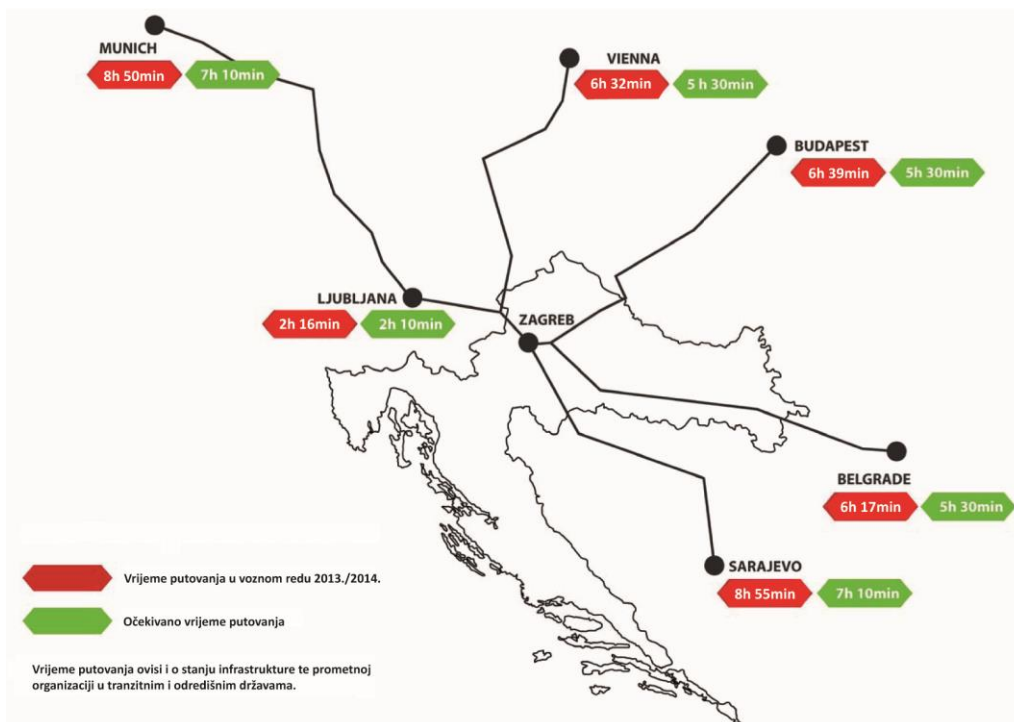 MUNICH
8h 50min
7h 10min
VIENNA
6h 32min
5 30min
BUDAPEST
6h 39min
5h 30min
LJUBLJANA
2h 16min
2h 10min
ZAGREB
BELGRADE
6h 17min
5h 30min
SARAJEVO
8h 55min
7h 10min
Vrijeme putovanja u voznom redu 2013./2014.
Očekivano vrijeme putovanja
Vrijeme putovanja ovisi i o stanju infrastrukture te prometnoj
organizaciji u tranzitnim i odredišnim državama.